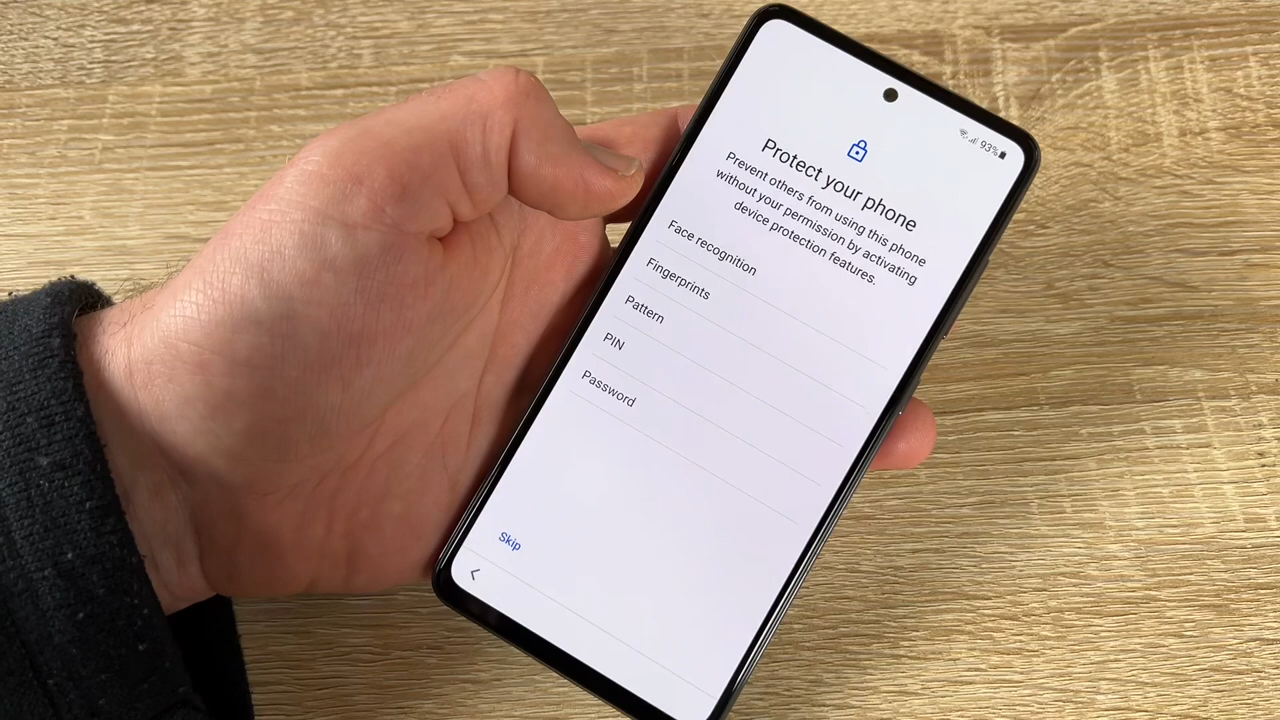 93%
Protect your phone
Prevent others from using this phone
without your permission by activating
device protection features.
Face recognition
Fingerprints
Pattern
PIN
Password
Skip